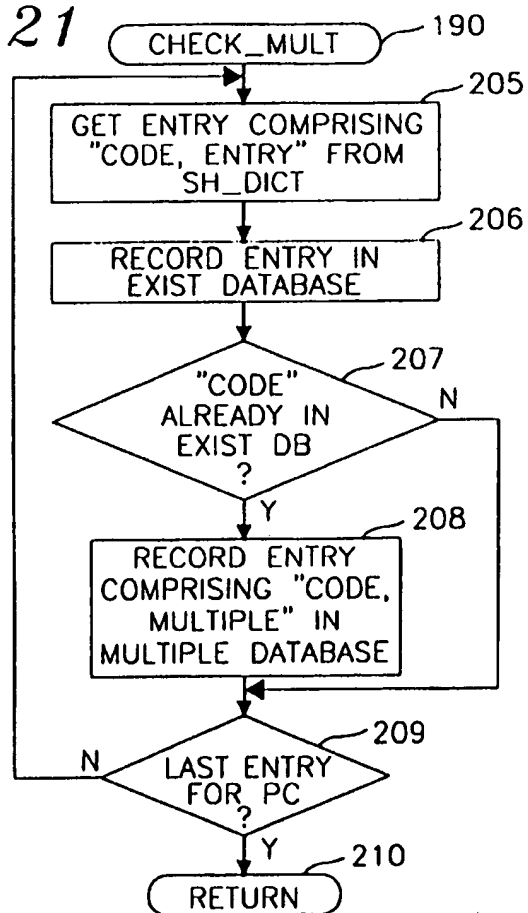 21
CHECK_MULT
190
205
GET ENTRY COMPRISING
"CODE, ENTRY" FROM
SH_DICT
206
RECORD ENTRY IN
EXIST DATABASE
207
"CODE"
ALREADY IN
EXIST DB
?
N
Y
208
RECORD ENTRY
COMPRISING "CODE,
MULTIPLE" IN
MULTIPLE DATABASE
209
N
LAST ENTRY
FOR PC
?
Y
210
RETURN